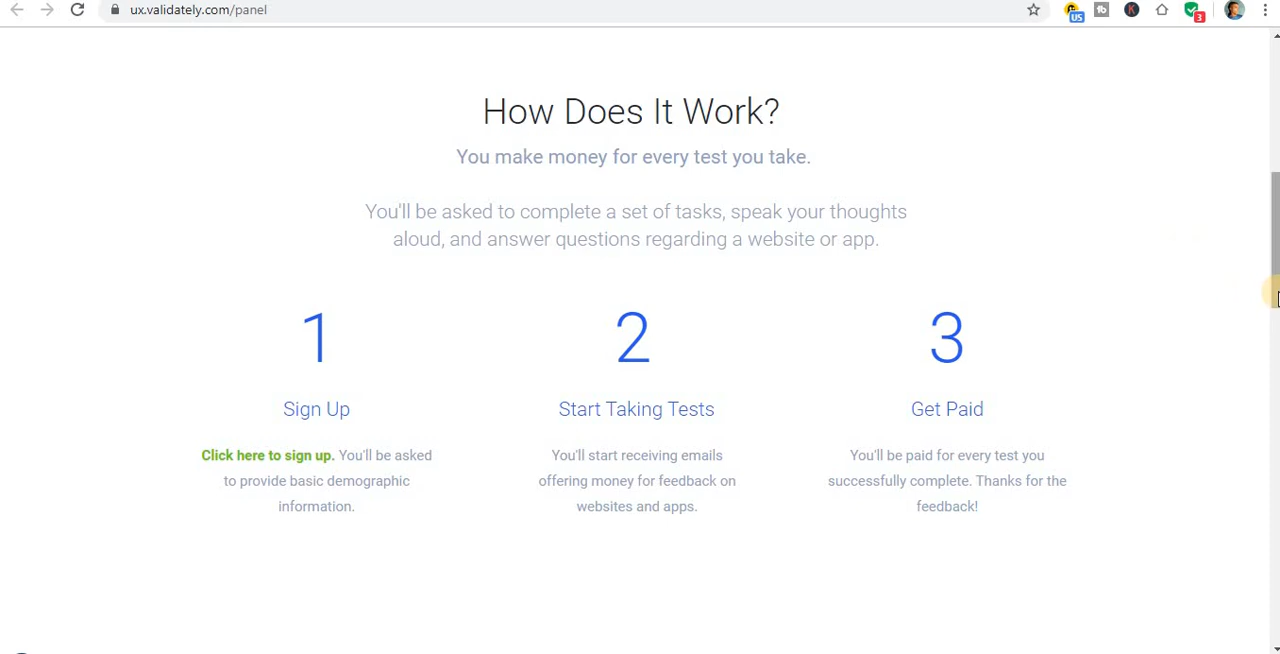 ux.validately.com/panel
US
tb
K
3
How Does It Work?
You make money for every test you take.
You'll be asked to complete a set of tasks, speak your thoughts
aloud, and answer questions regarding a website or app.
1
Sign Up
Click here to sign up. You'll be asked
to provide basic demographic
information.
2
Start Taking Tests
You'll start receiving emails
offering money for feedback on
websites and apps.
3
Get Paid
You'll be paid for every test you
successfully complete. Thanks for the
feedback!